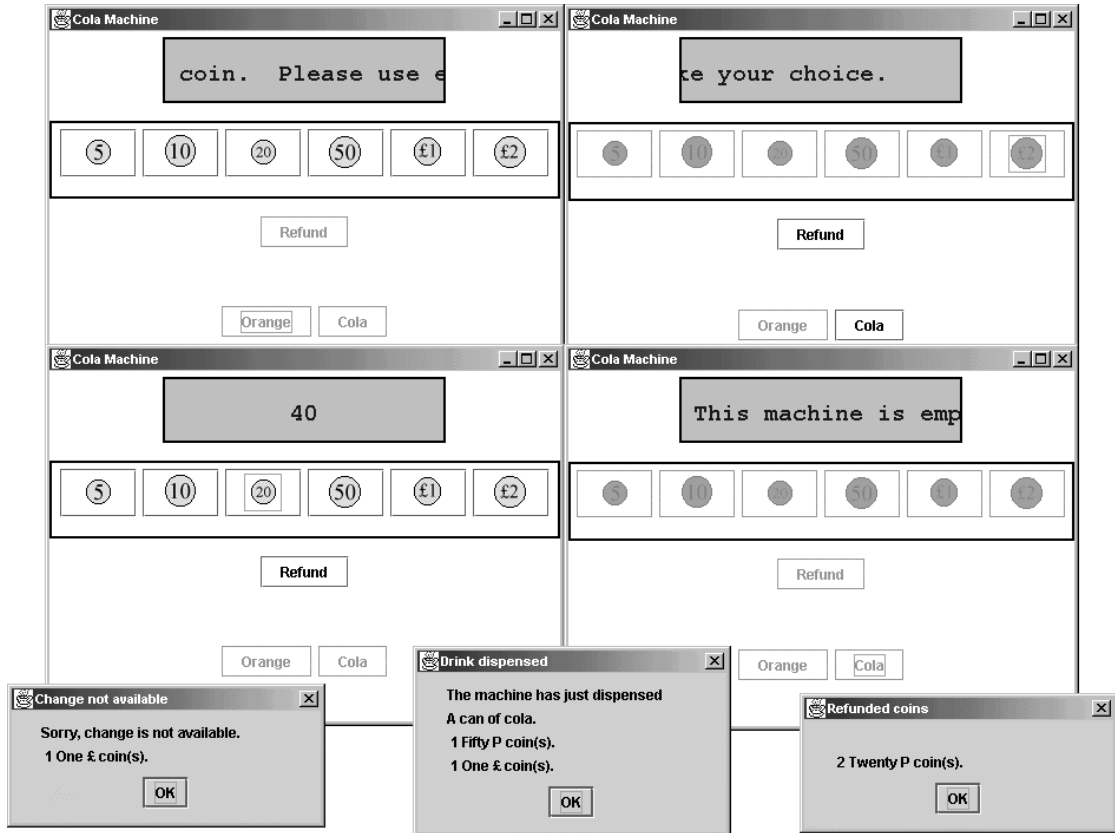 Cola Machine
coin. Please use e
5 10 20 50 £1 £2
Refund
Orange Cola
Cola Machine
ke your choice.
5 10 20 50 £1 £2
Refund
Orange Cola
Cola Machine
40
5 10 20 50 £1 £2
Refund
Orange Cola
Cola Machine
This machine is emp
5 10 20 50 £1 £2
Refund
Orange Cola
Change not available
Sorry, change is not available.
1 One £ coin(s).
OK
Drink dispensed
The machine has just dispensed
A can of cola.
1 Fifty P coin(s).
1 One £ coin(s).
OK
Refunded coins
2 Twenty P coin(s).
OK